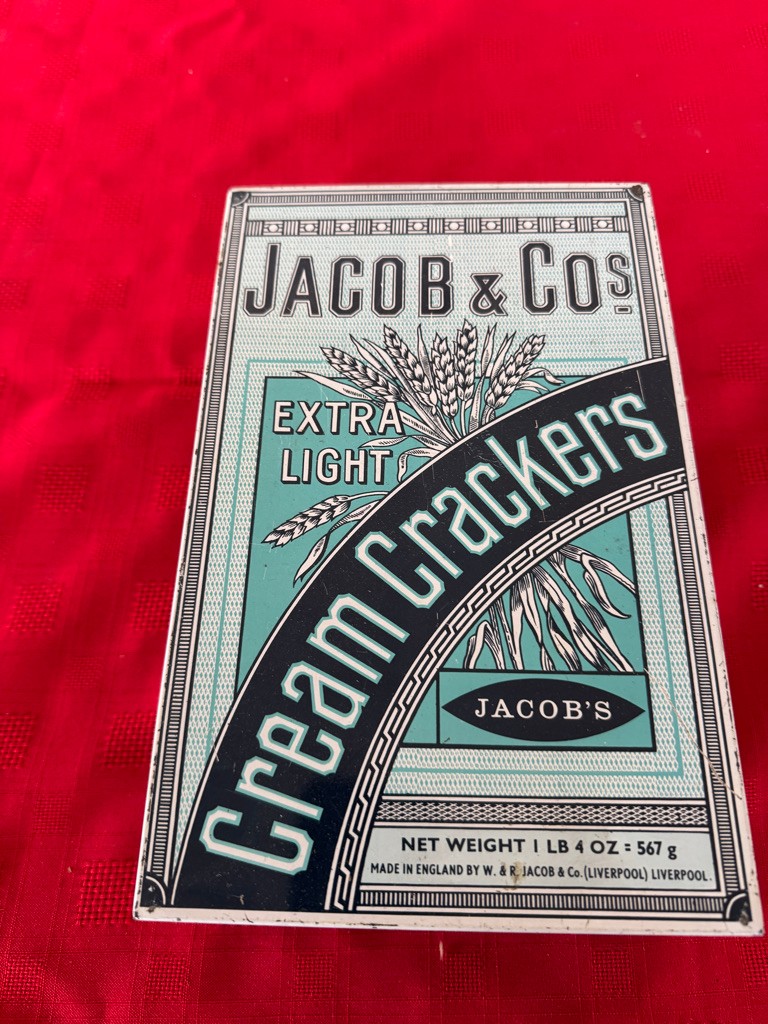 JACOB & COS
EXTRA
LIGHT
Cream Crackers
JACOB'S
NET WEIGHT 1 LB 4 OZ = 567 g
MADE IN ENGLAND BY W. & R. JACOB & Co. (LIVERPOOL) LIVERPOOL.